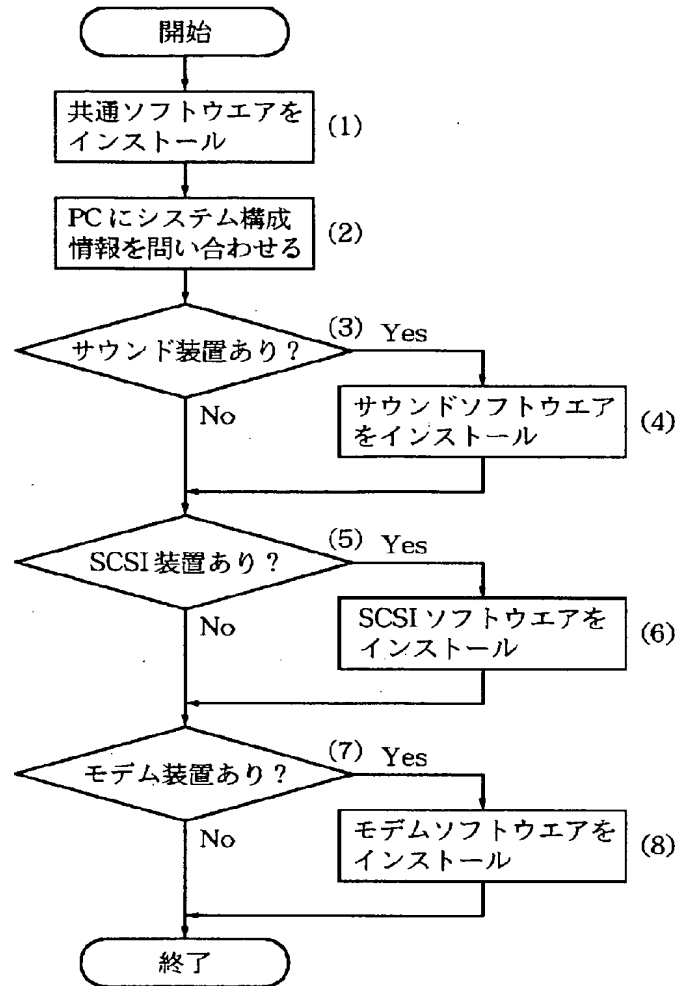 開始
共通ソフトウエアを
インストール
(1)
PCにシステム構成
情報を問い合わせる
(2)
サウンド装置あり?
(3) Yes
No
サウンドソフトウエア
をインストール
(4)
SCSI装置あり?
(5) Yes
No
SCSIソフトウエアを
インストール
(6)
モデム装置あり?
(7) Yes
No
モデムソフトウエアを
インストール
(8)
終了